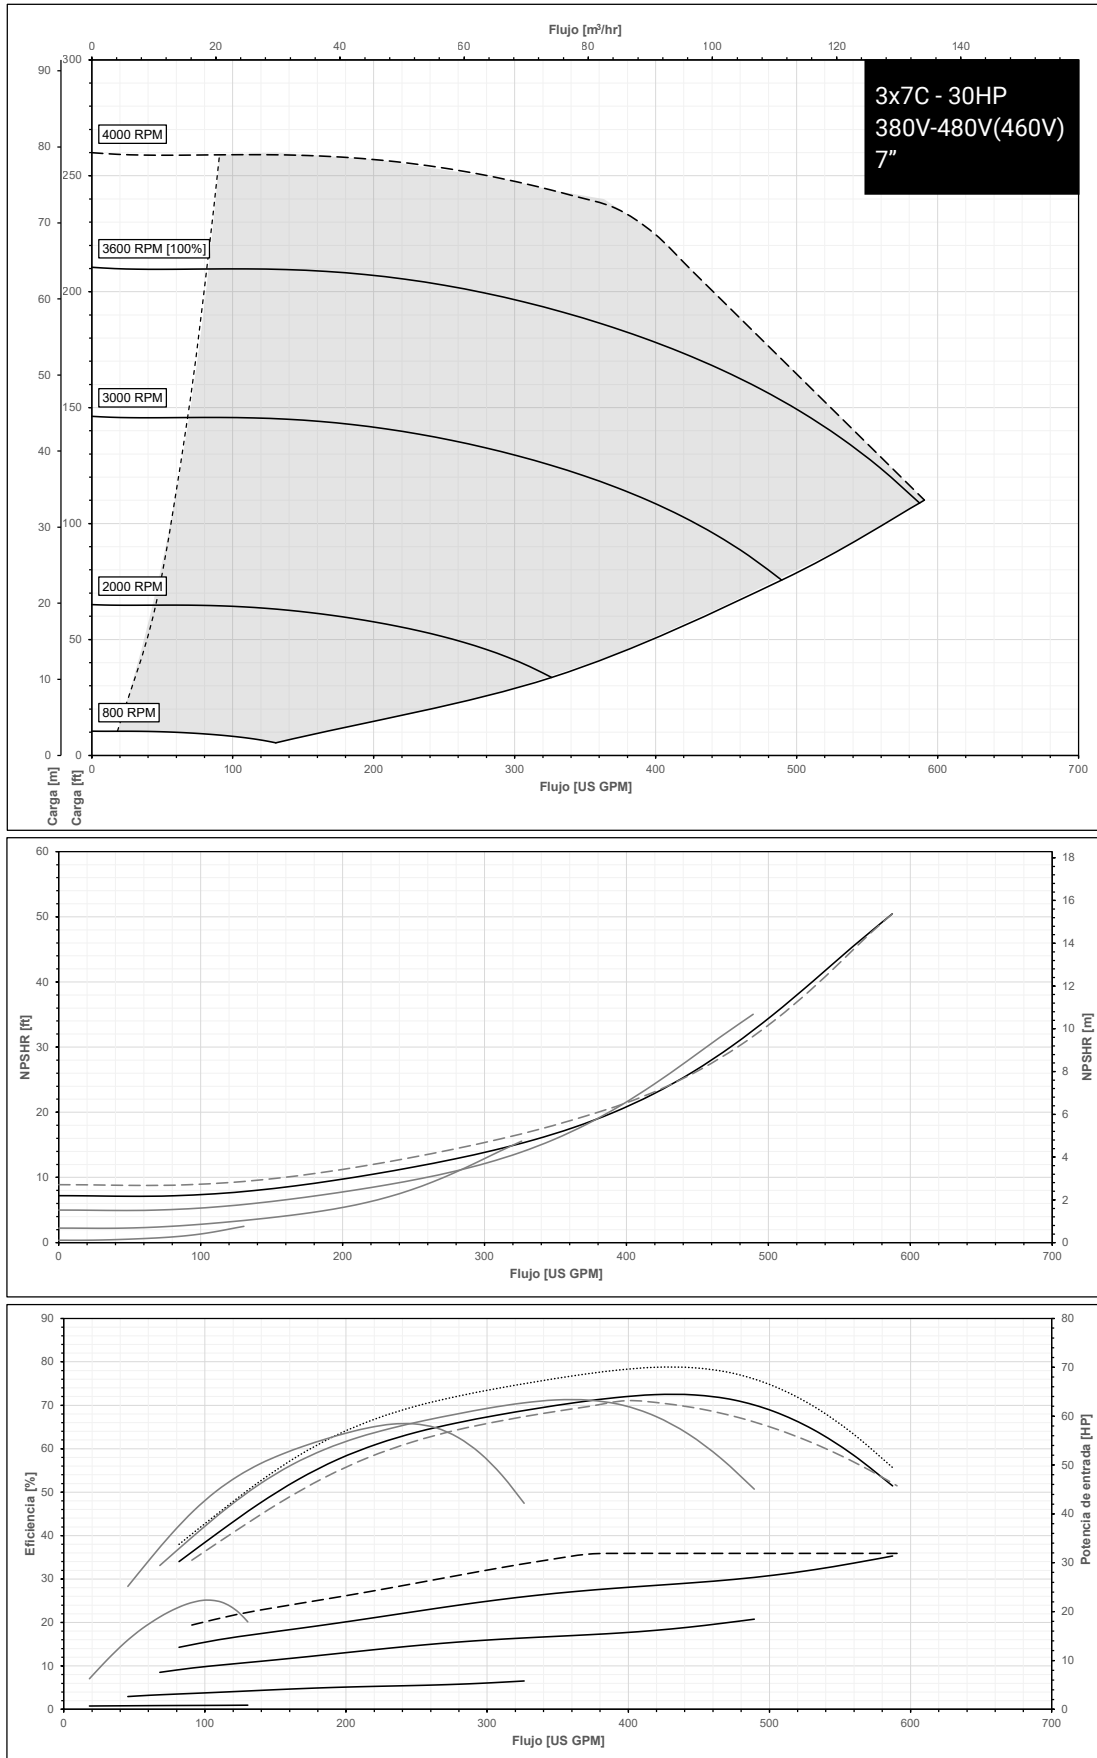 Flujo [m³/hr]
0 20 40 60 80 100 120 140
90 300
3x7C - 30HP
380V-480V(460V)
7”
4000 RPM
80
250
70
3600 RPM [100%]
200
60
50
3000 RPM
150
40
30
100
2000 RPM
20
50
10
800 RPM
0 0
0 100 200 300 400 500 600 700
Flujo [US GPM]
Carga [m]
Carga [ft]
60
50
40
30
20
10
0
NPSHR [ft]
18
16
14
12
10
8
6
4
2
0
NPSHR [m]
0 100 200 300 400 500 600 700
Flujo [US GPM]
90
80
70
60
50
40
30
20
10
0
Eficiencia [%]
80
70
60
50
40
30
20
10
0
Potencia de entrada [HP]
0 100 200 300 400 500 600 700
Flujo [US GPM]